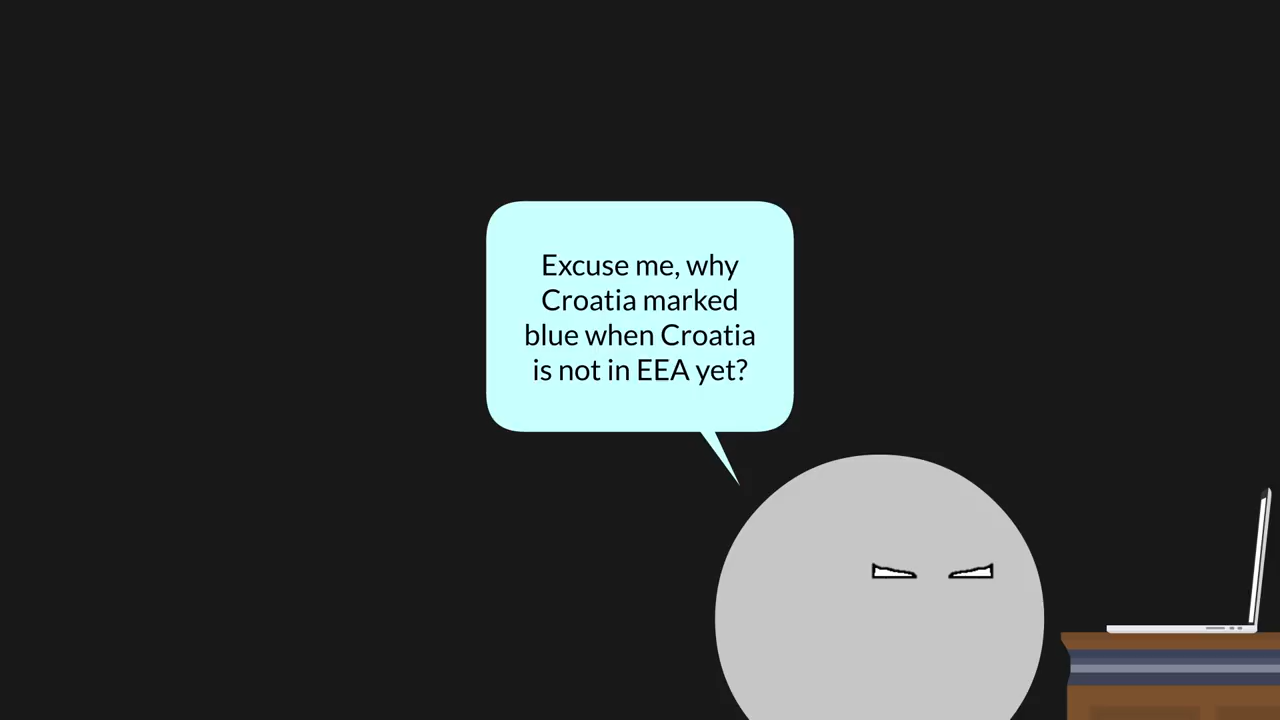 Excuse me, why
Croatia marked
blue when Croatia
is not in EEA yet?